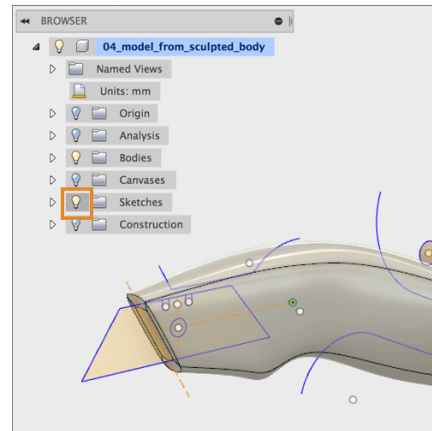 BROWSER
04_model_from_sculpted_body
Named Views
Units: mm
Origin
Analysis
Bodies
Canvases
Sketches
Construction